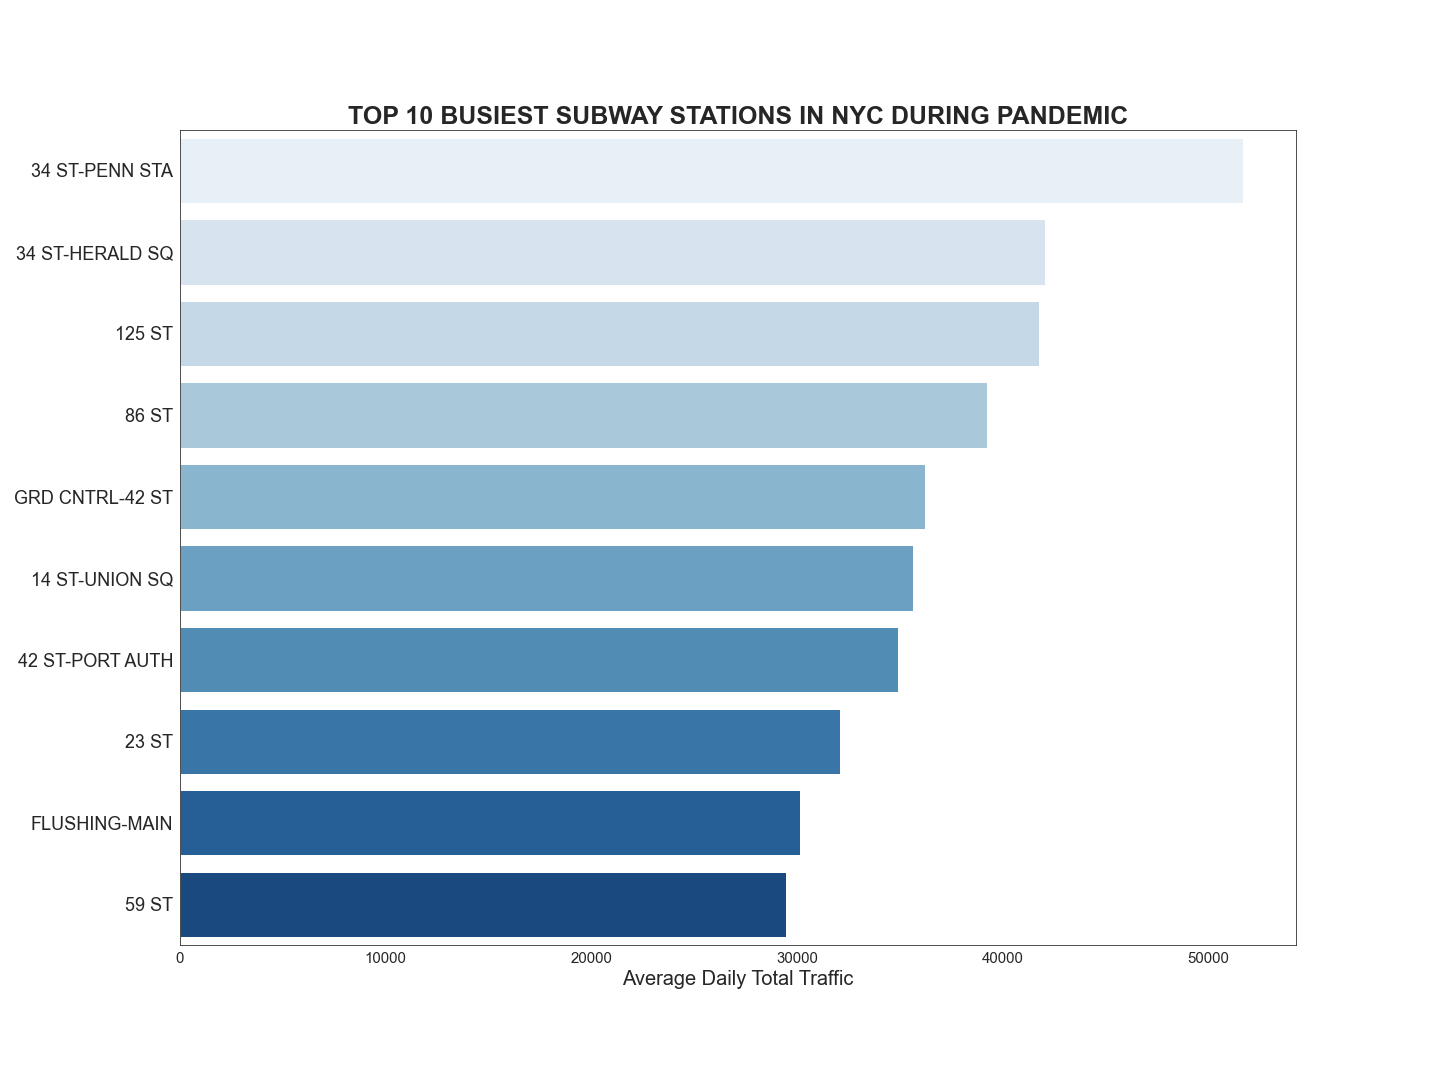 TOP 10 BUSIEST SUBWAY STATIONS IN NYC DURING PANDEMIC
34 ST-PENN STA
34 ST-HERALD SQ
125 ST
86 ST
GRD CNTRL-42 ST
14 ST-UNION SQ
42 ST-PORT AUTH
23 ST
FLUSHING-MAIN
59 ST
0 10000 20000 30000 40000 50000
Average Daily Total Traffic